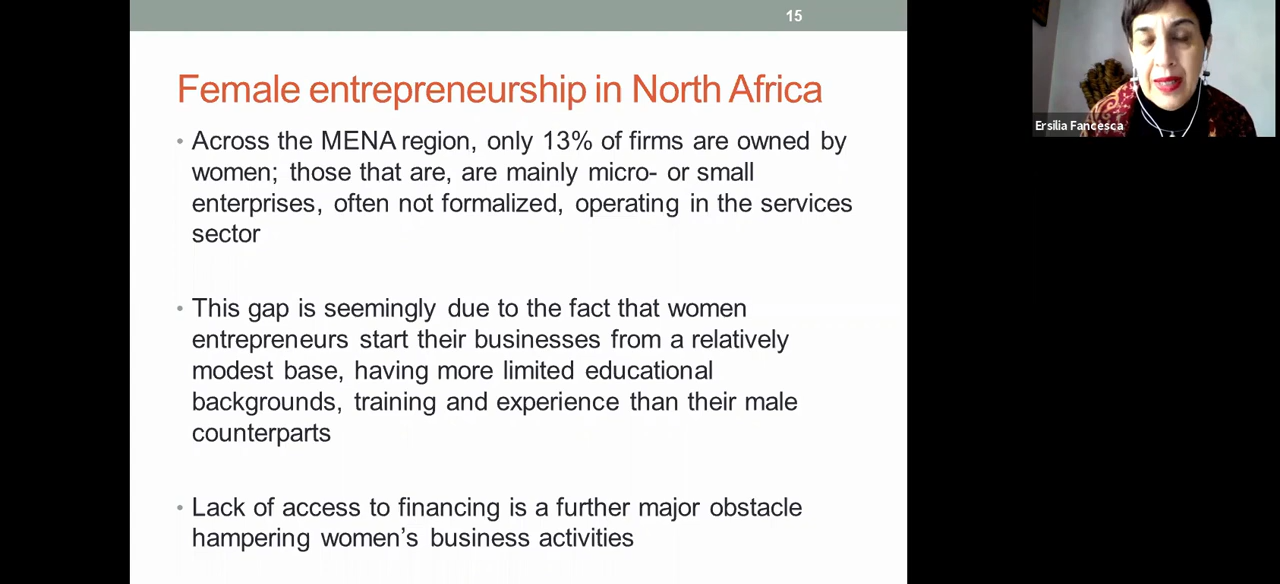 15
Female entrepreneurship in North Africa
• Across the MENA region, only 13% of firms are owned by
women; those that are, are mainly micro- or small
enterprises, often not formalized, operating in the services
sector
• This gap is seemingly due to the fact that women
entrepreneurs start their businesses from a relatively
modest base, having more limited educational
backgrounds, training and experience than their male
counterparts
• Lack of access to financing is a further major obstacle
hampering women’s business activities
Ersilia Fancesca